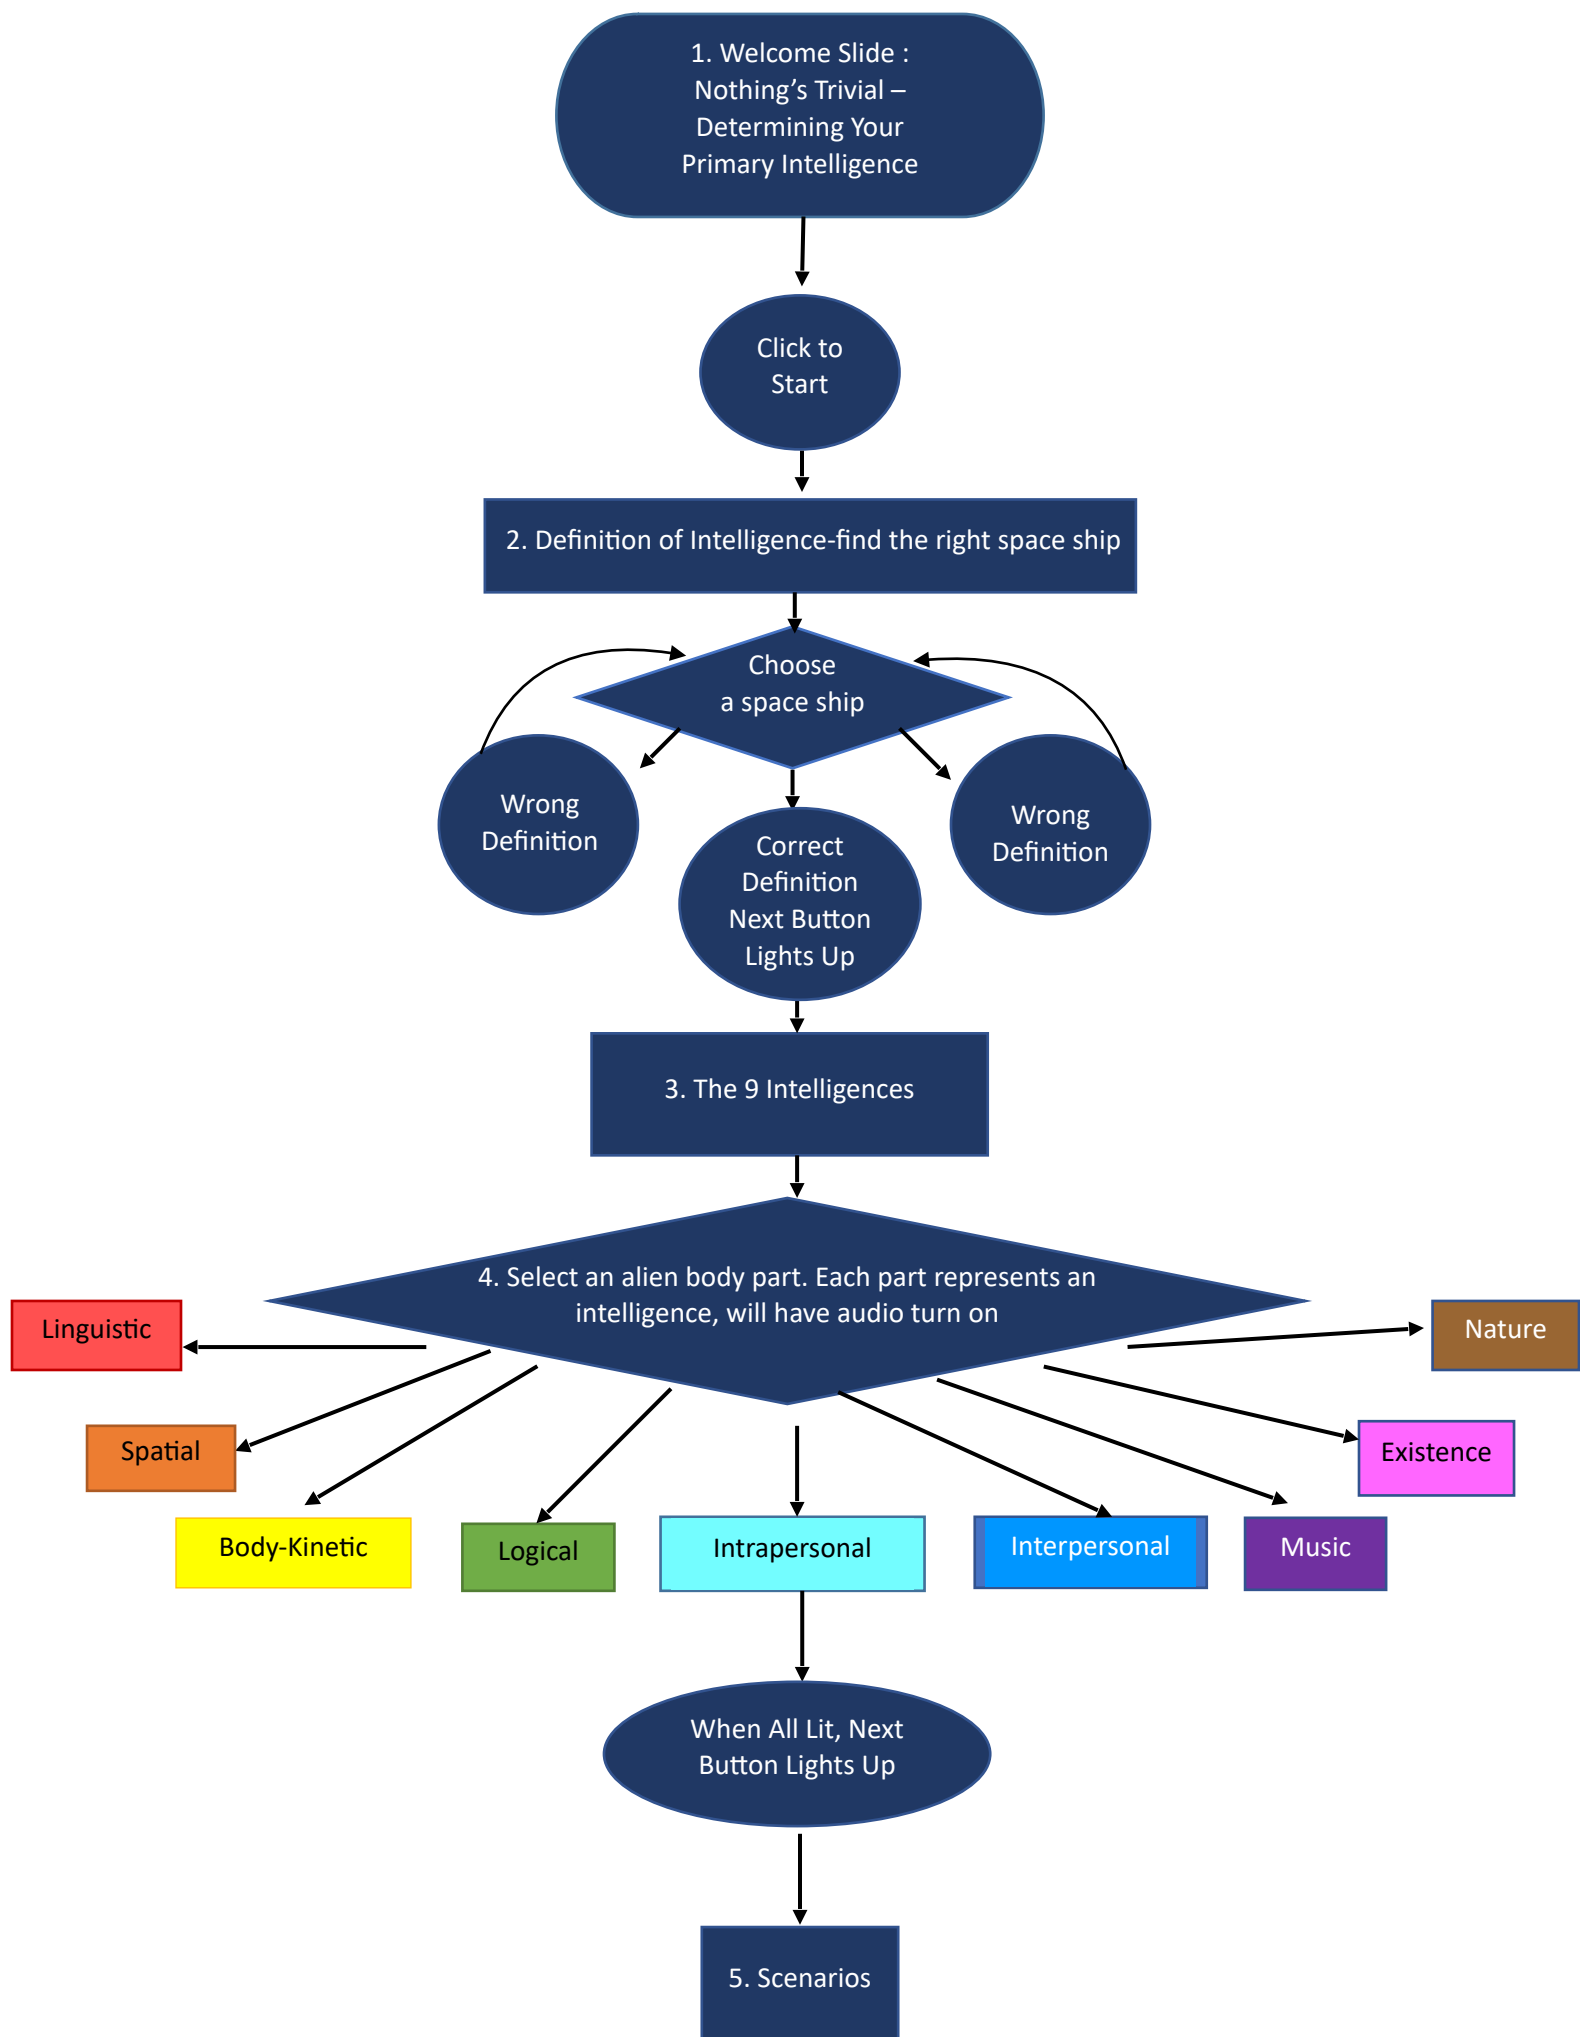 1. Welcome Slide :
Nothing’s Trivial –
Determining Your
Primary Intelligence
Click to
Start
2. Definition of Intelligence-find the right space ship
Choose
a space ship
Wrong
Definition
Correct
Definition
Next Button
Lights Up
Wrong
Definition
3. The 9 Intelligences
4. Select an alien body part. Each part represents an
intelligence, will have audio turn on
Linguistic
Nature
Spatial
Existence
Body-Kinetic
Logical
Intrapersonal
Interpersonal
Music
When All Lit, Next
Button Lights Up
5. Scenarios